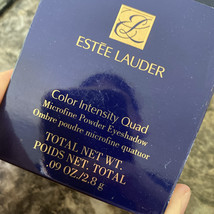 ESTĒE LAUDER
Color Intensity Quad
Microfine Powder Eyeshadow
Ombre poudre microfine quatuor
TOTAL NET WT.
POIDS NET, TOTAL
.09 OZ/2.8 g